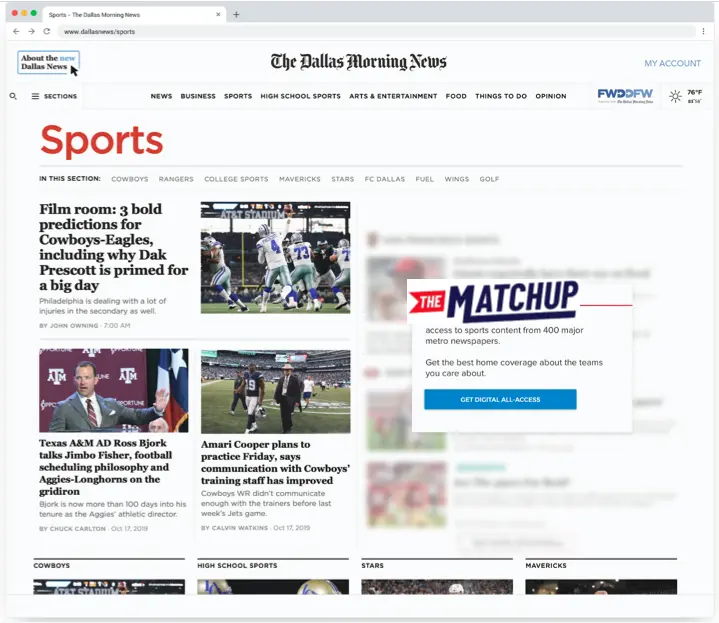 Sports - The Dallas Morning News
www.dallasnews/sports
About the new
Dallas News
The Dallas Morning News
MY ACCOUNT
SECTIONS
NEWS BUSINESS SPORTS HIGH SCHOOL SPORTS ARTS & ENTERTAINMENT FOOD THINGS TO DO OPINION
FWDDFW
76°F
Sports
IN THIS SECTION: COWBOYS RANGERS COLLEGE SPORTS MAVERICKS STARS FC DALLAS FUEL WINGS GOLF
Film room: 3 bold
predictions for
Cowboys-Eagles,
including why Dak
Prescott is primed for
a big day
Philadelphia is dealing with a lot of
injuries in the secondary as well.
BY JOHN OWNING · 7:00 AM
AT&T STADIUM
THE MATCHUP
access to sports content from 400 major
metro newspapers.
Get the best home coverage about the teams
you care about.
GET DIGITAL ALL-ACCESS
Texas A&M AD Ross Bjork
talks Jimbo Fisher, football
scheduling philosophy and
Aggies-Longhorns on the
gridiron
Bjork is now more than 100 days into his
tenure as the Aggies' athletic director.
BY CHUCK CARLTON · Oct 17, 2019
Amari Cooper plans to
practice Friday, says
communication with Cowboys'
training staff has improved
Cowboys WR didn't communicate
enough with the trainers before last
week's Jets game.
BY CALVIN WATKINS · Oct 17, 2019
COWBOYS
HIGH SCHOOL SPORTS
STARS
MAVERICKS